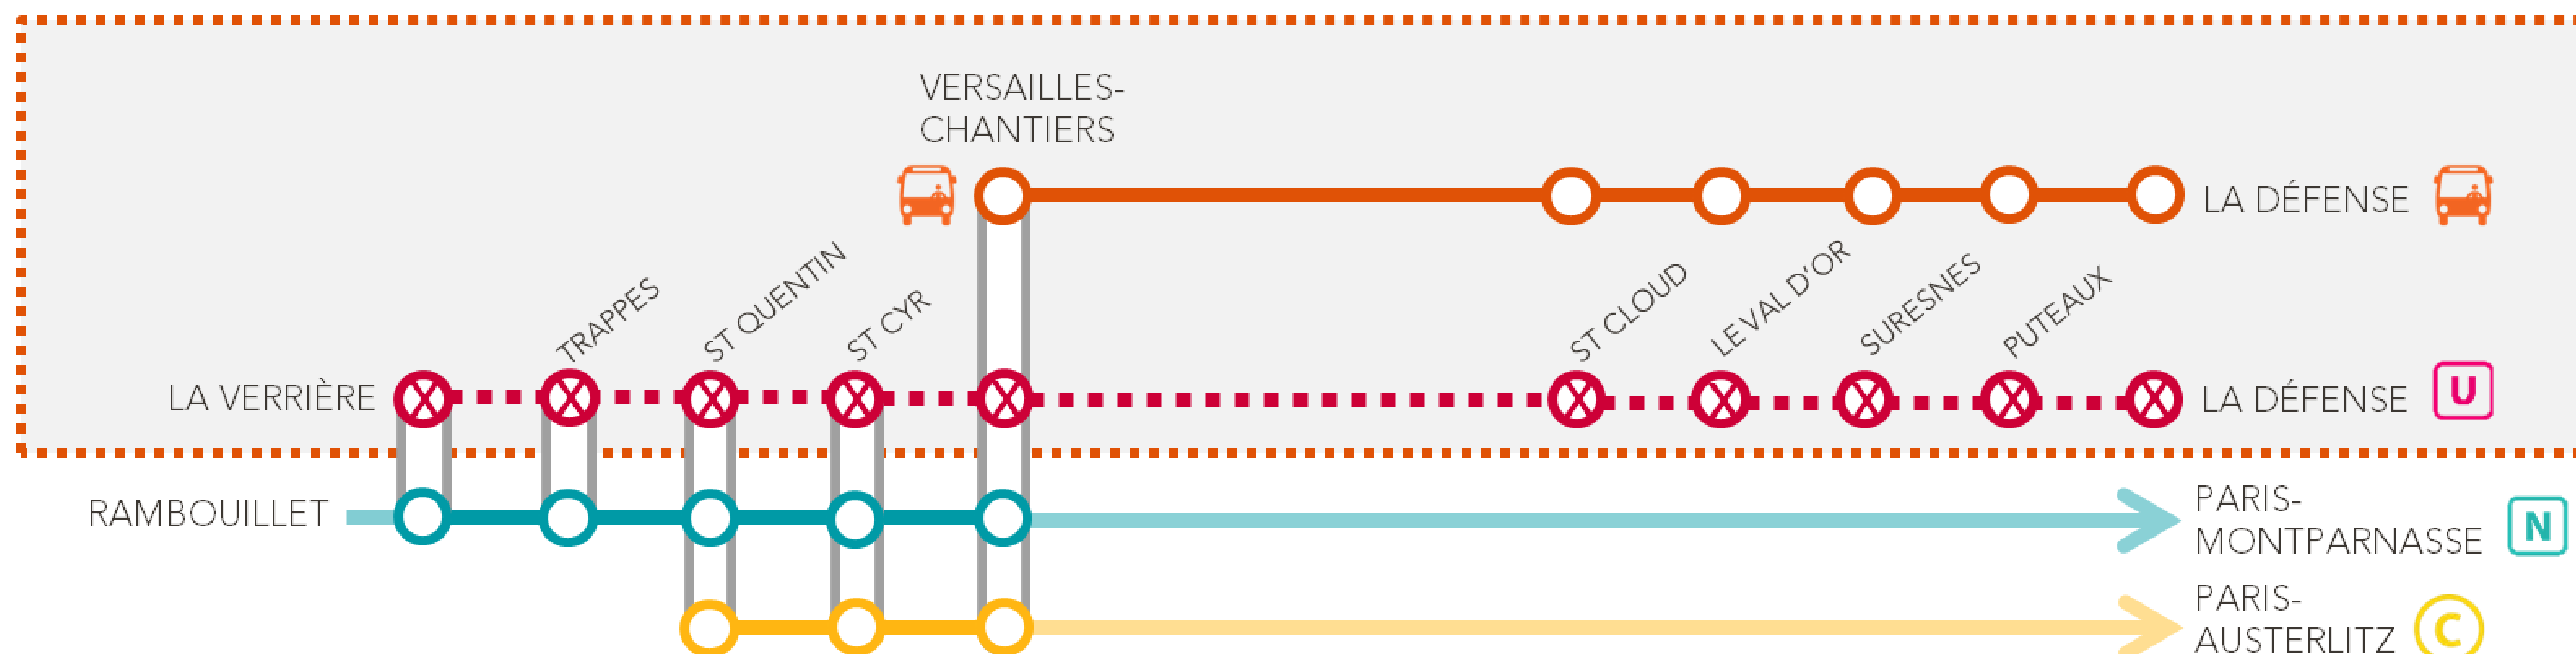 VERSAILLES-
CHANTIERS
LA DÉFENSE
TRAPPES
ST QUENTIN
ST CYR
ST CLOUD
LE VAL D'OR
SURESNES
PUTEAUX
LA VERRIÈRE
LA DÉFENSE
U
RAMBOUILLET
PARIS-
MONTPARNASSE
N
PARIS-
AUSTERLITZ
C